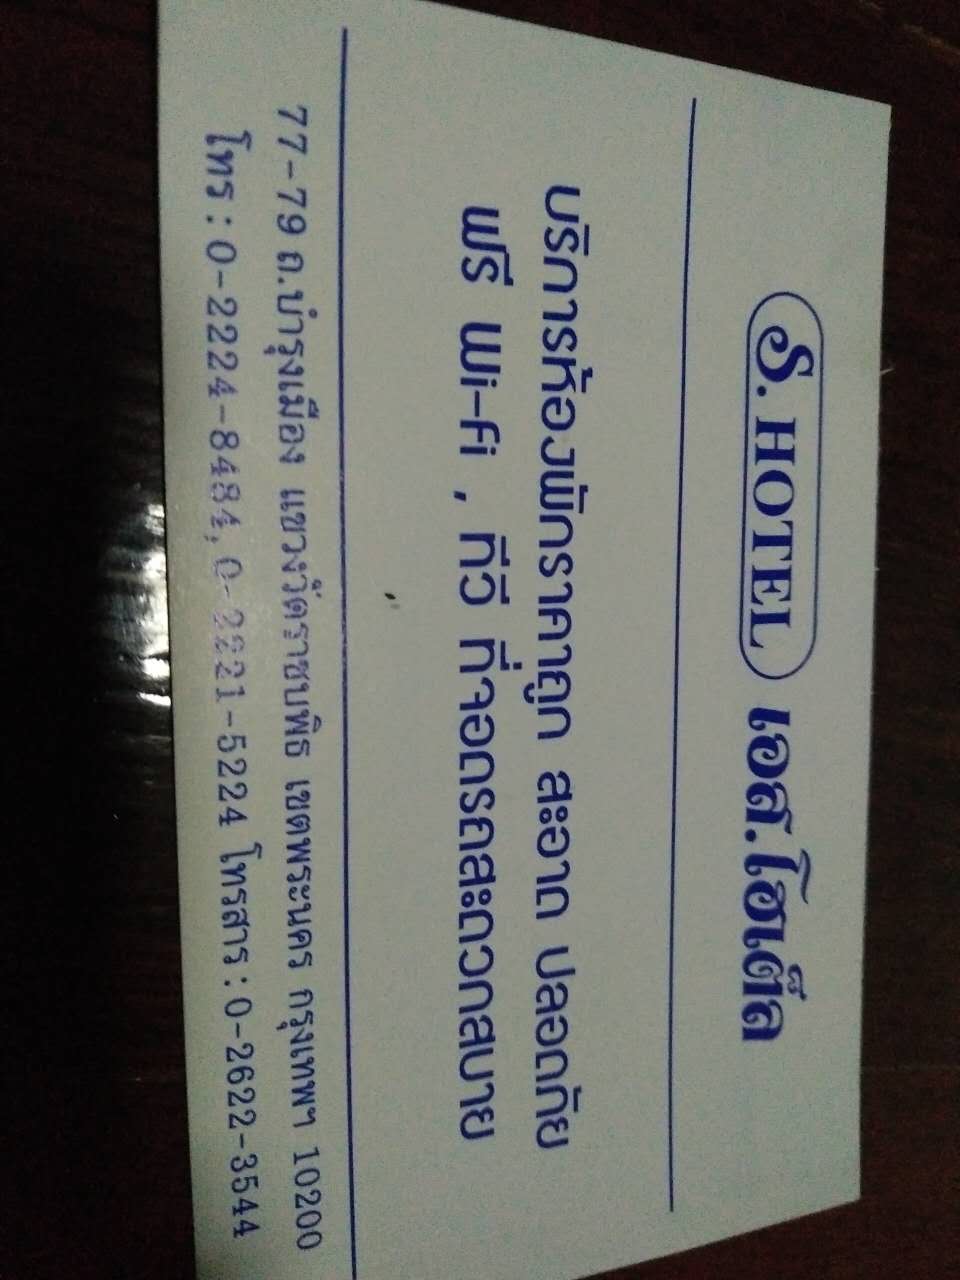 S. HOTEL เอส.โฮเต็ล
บริการห้องพักราคาถูก สะอาด ปลอดภัย
ฟรี Wi-Fi , ทีวี ที่จอดรถสะดวกสบาย
77-79 ถ.บำรุงเมือง แขวงวัดราชบพิธ เขตพระนคร กรุงเทพฯ 10200
โทร : 0-2224-8484, 0-2221-5224 โทรสาร : 0-2622-3544